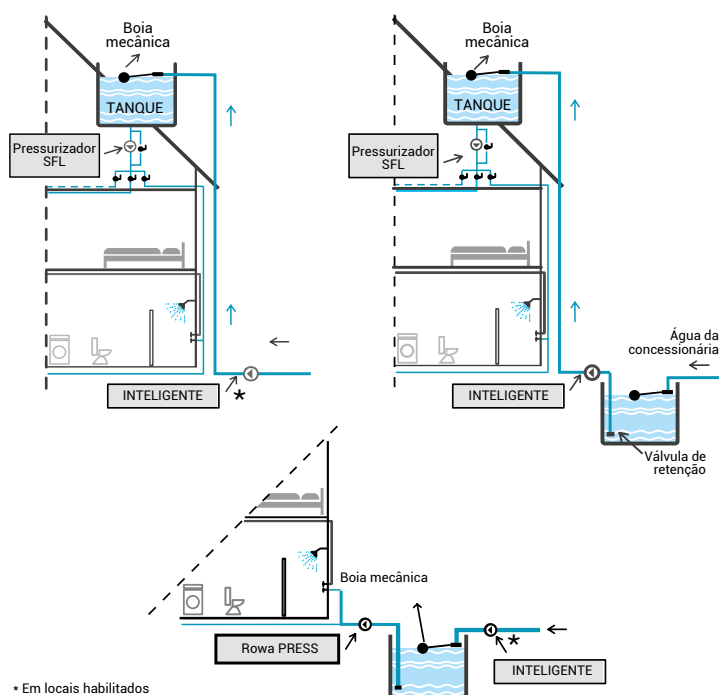 Boia
mecânica
TANQUE
Pressurizador
SFL
INTELIGENTE
*
Boia
mecânica
TANQUE
Pressurizador
SFL
INTELIGENTE
Água da
concessionária
Válvula de
retenção
Boia mecânica
Rowa PRESS
*
INTELIGENTE
* Em locais habilitados